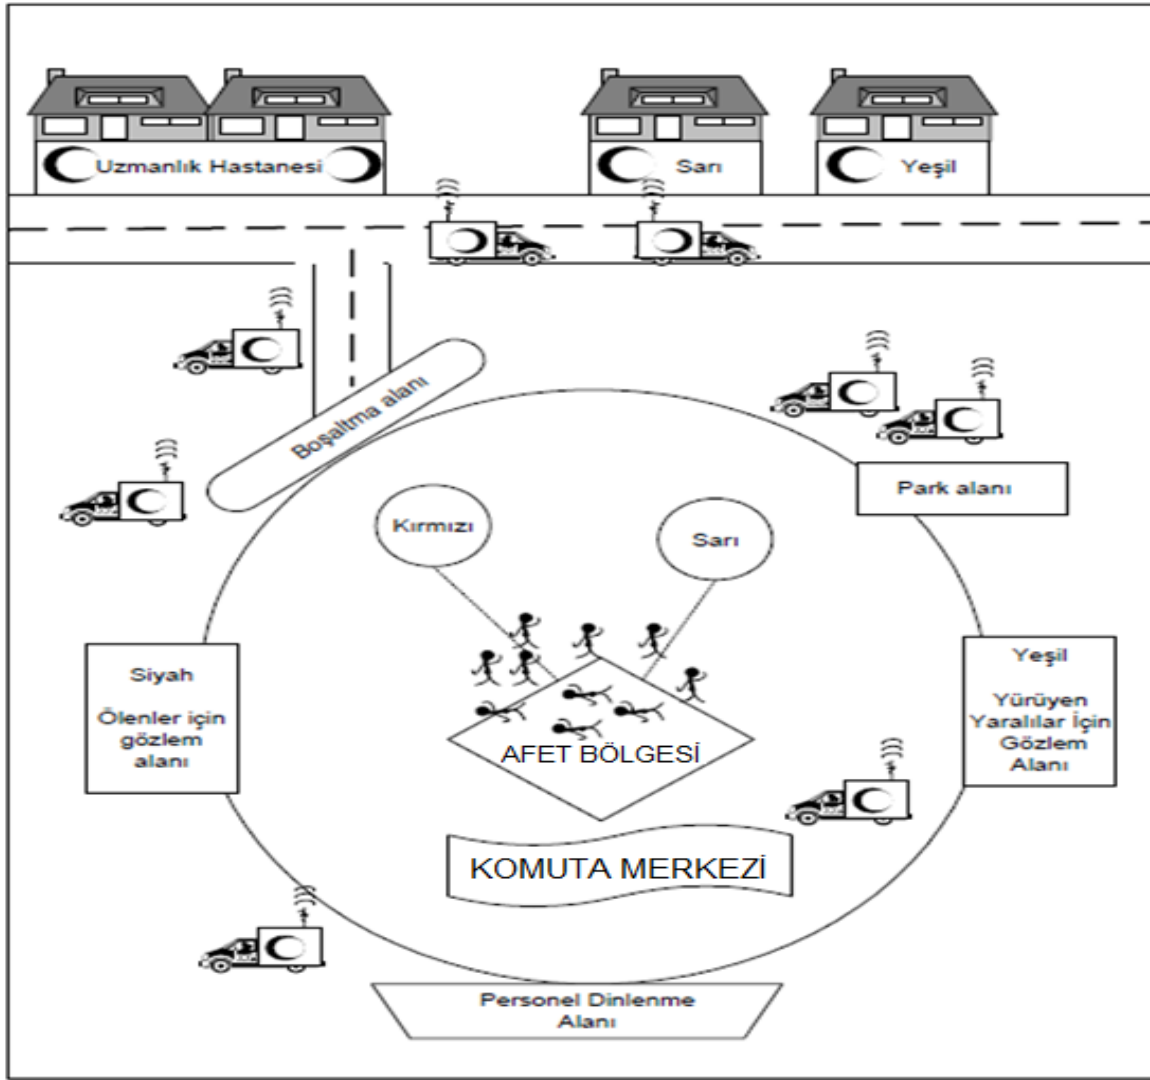 Uzmanlık Hastanesi
Sarı
Yeşil
Boşaltma alanı
Park alanı
Kırmızı
Sarı
Siyah
Ölenler için
gözlem
alanı
Yeşil
Yürüyen
Yaralılar İçin
Gözlem
Alanı
AFET BÖLGESİ
KOMUTA MERKEZİ
Personel Dinlenme
Alanı